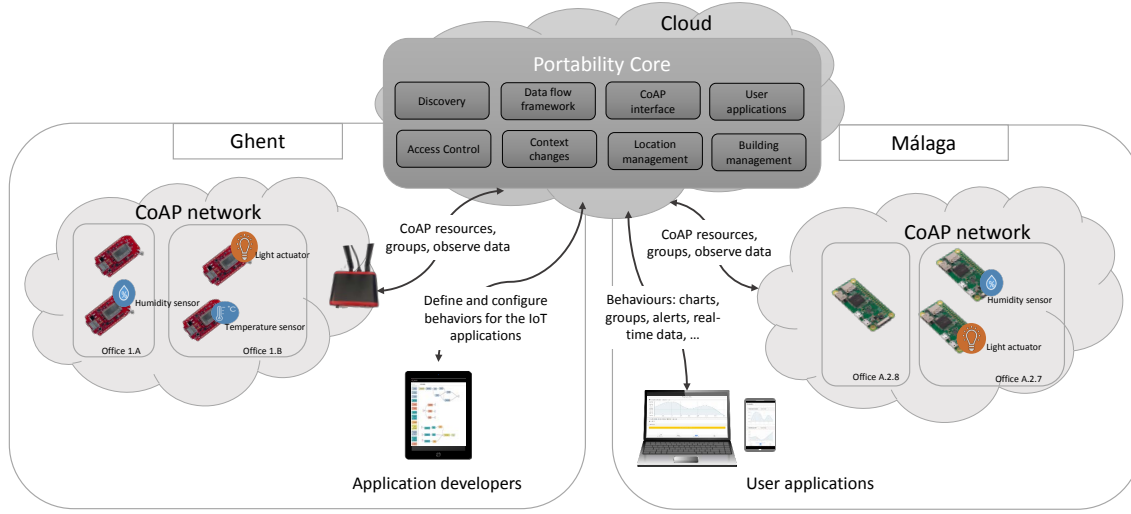 Cloud
Portability Core
Discovery
Data flow
framework
CoAP
interface
User
applications
Access Control
Context
changes
Location
management
Building
management
Ghent
Málaga
CoAP network
Light actuator
Humidity sensor
Temperature sensor
Office 1.A
Office 1.B
CoAP resources,
groups, observe data
Define and configure
behaviors for the IoT
applications
Application developers
CoAP resources,
groups, observe data
Behaviours: charts,
groups, alerts, real-
time data, ...
User applications
CoAP network
Humidity sensor
Light actuator
Office A.2.8
Office A.2.7
°C